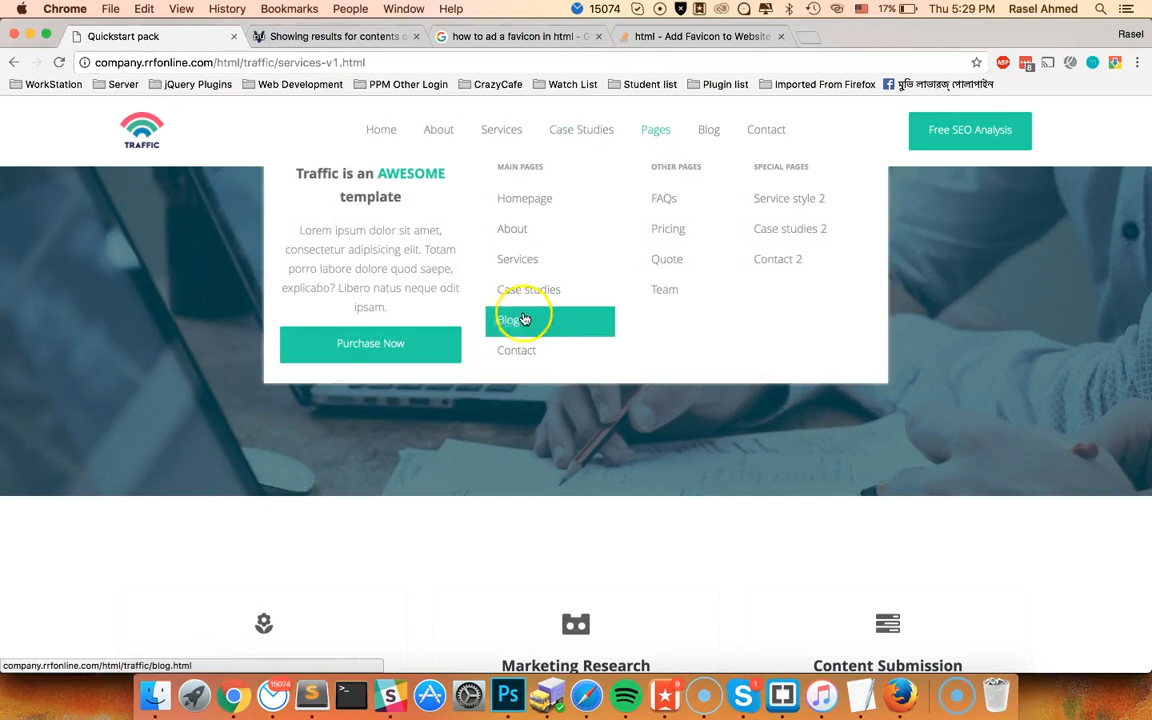 Chrome File Edit View History Bookmarks People Window Help 15074 17% Thu 5:29 PM Rasel Ahmed
Quickstart pack Showing results for contents o how to ad a favicon in html - G html - Add Favicon to Website Rasel
company.rrfonline.com/html/traffic/services-v1.html
WorkStation Server jQuery Plugins Web Development PPM Other Login CrazyCafe Watch List Student list Plugin list Imported From Firefox মুভি লাভারজ্ পোলাপাইন
TRAFFIC
Home About Services Case Studies Pages Blog Contact Free SEO Analysis
Traffic is an AWESOME
template
Lorem ipsum dolor sit amet,
consectetur adipisicing elit. Totam
porro labore dolore quod saepe,
explicabo? Libero natus neque odit
ipsam.
Purchase Now
MAIN PAGES
Homepage
About
Services
Case studies
Blog
Contact
OTHER PAGES
FAQs
Pricing
Quote
Team
SPECIAL PAGES
Service style 2
Case studies 2
Contact 2
Marketing Research
Content Submission
company.rrfonline.com/html/traffic/blog.html
15074
Ps
9
1